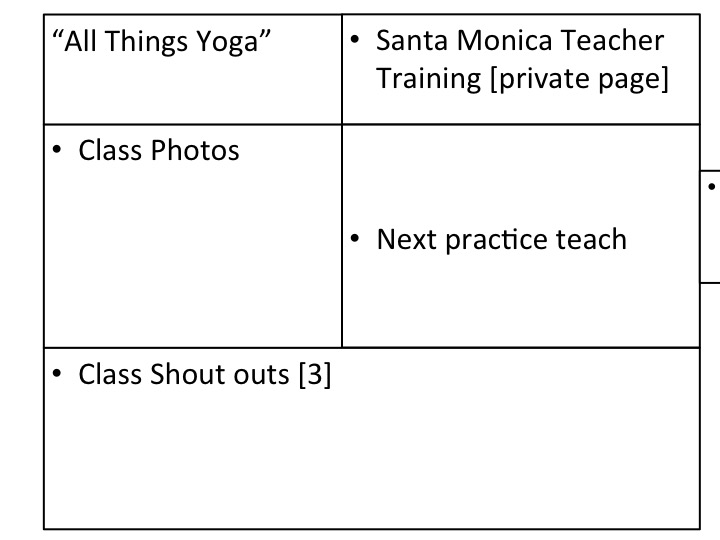 “All Things Yoga”
• Santa Monica Teacher
Training [private page]
• Class Photos
• Next practice teach
• Class Shout outs [3]
•